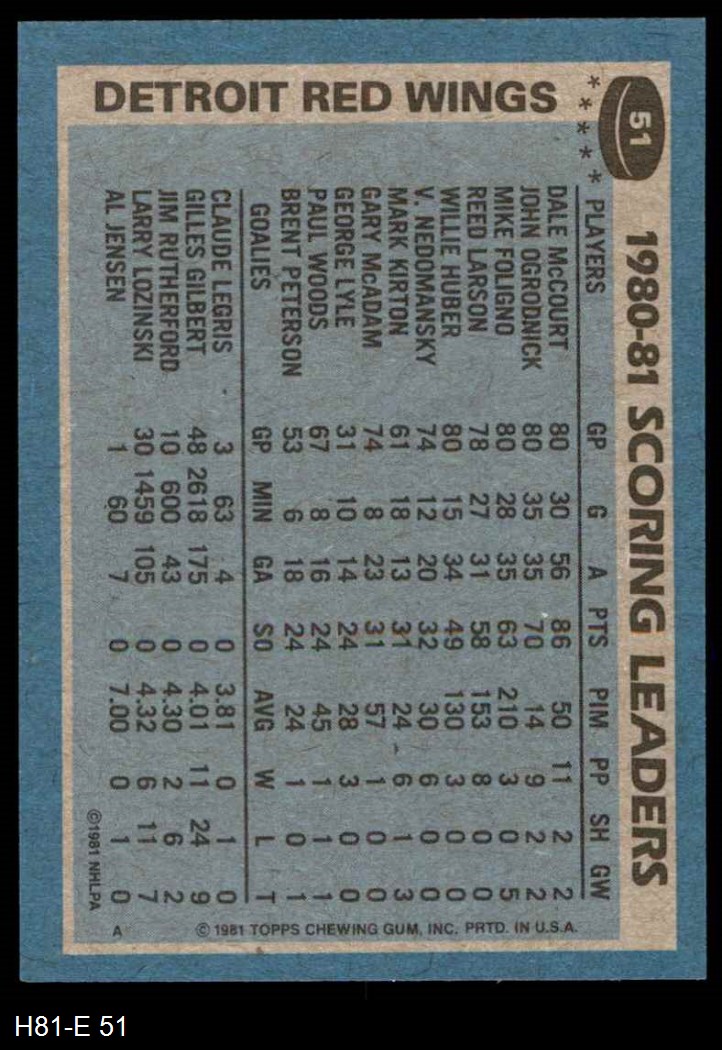 51
* * * * *
DETROIT RED WINGS
1980-81 SCORING LEADERS
PLAYERS GP G A PTS PIM PP SH GW
DALE McCOURT 80 30 56 86 50 11 2 2
JOHN OGRODNICK 80 35 35 70 14 9 2 2
MIKE FOLIGNO 80 28 35 63 210 3 0 5
REED LARSON 78 27 31 58 153 8 0 0
WILLIE HUBER 80 15 34 49 130 3 0 0
V. NEDOMANSKY 74 12 20 32 30 6 0 0
MARK KIRTON 61 18 13 31 24 6 1 3
GARY McADAM 74 8 23 31 57 1 0 0
GEORGE LYLE 31 10 14 24 28 3 0 0
PAUL WOODS 67 8 16 24 45 1 1 1
BRENT PETERSON 53 6 18 24 24 1 0 1
GOALIES GP MIN GA SO AVG W L T
CLAUDE LEGRIS 3 63 4 0 3.81 0 1 0
GILLES GILBERT 48 2618 175 0 4.01 11 24 9
JIM RUTHERFORD 10 600 43 0 4.30 2 6 2
LARRY LOZINSKI 30 1459 105 0 4.32 6 11 7
AL JENSEN 1 60 7 0 7.00 0 1 0
©1981 NHLPA
A
© 1981 TOPPS CHEWING GUM, INC. PRTD. IN U.S.A.
H81-E 51